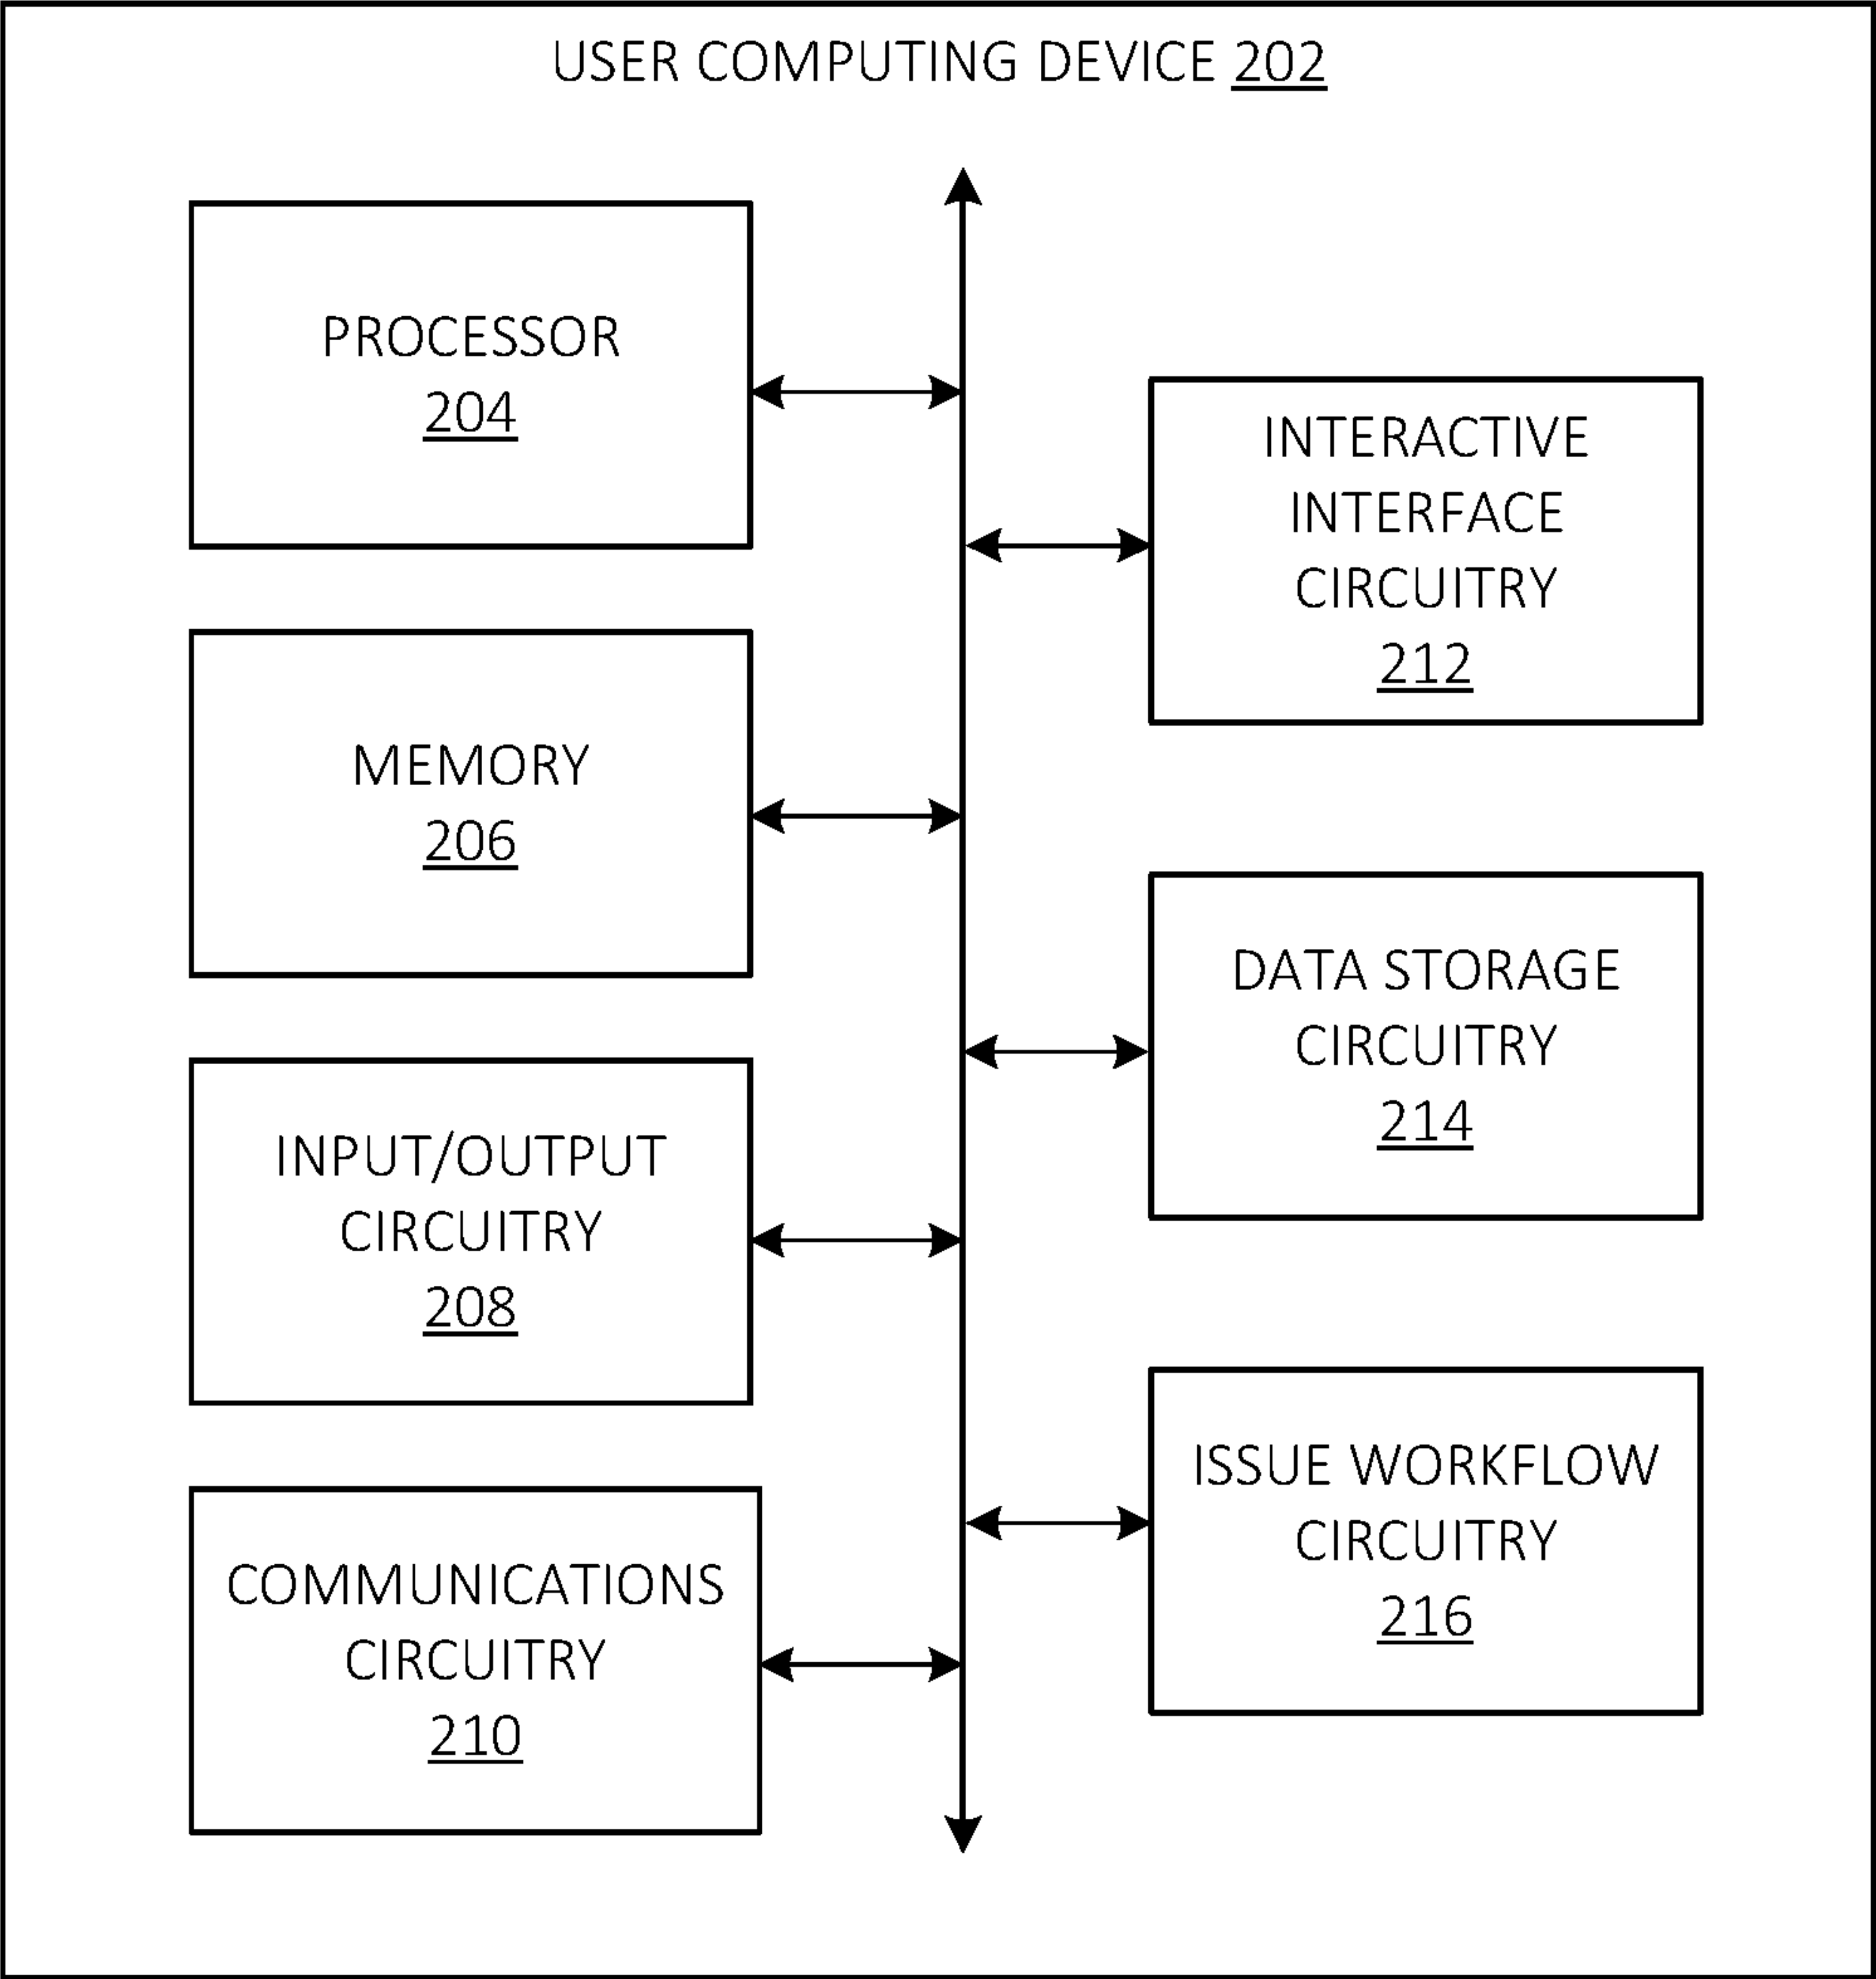 USER COMPUTING DEVICE 202
PROCESSOR
204
MEMORY
206
INPUT/OUTPUT
CIRCUITRY
208
COMMUNICATIONS
CIRCUITRY
210
INTERACTIVE
INTERFACE
CIRCUITRY
212
DATA STORAGE
CIRCUITRY
214
ISSUE WORKFLOW
CIRCUITRY
216